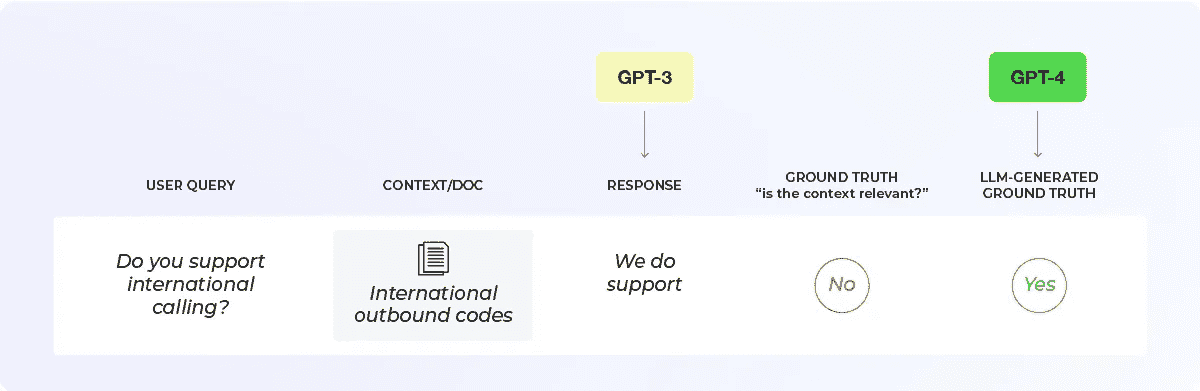 GPT-3
GPT-4
USER QUERY
CONTEXT/DOC
RESPONSE
GROUND TRUTH
“is the context relevant?”
LLM-GENERATED
GROUND TRUTH
Do you support
international
calling?
International
outbound codes
We do
support
No
Yes